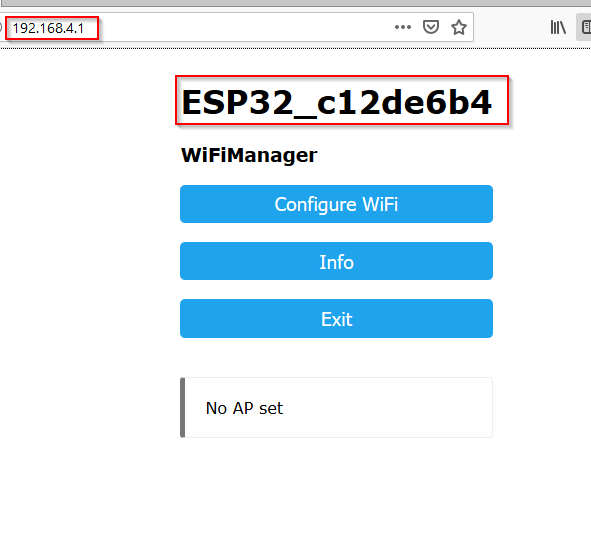 192.168.4.1
ESP32_c12de6b4
WiFiManager
Configure WiFi
Info
Exit
No AP set